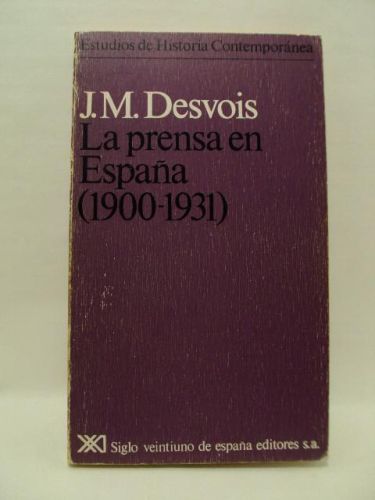 Estudios de Historia Contemporánea
J.M. Desvois
La prensa en
España
(1900-1931)
Siglo veintiuno de españa editores s.a.